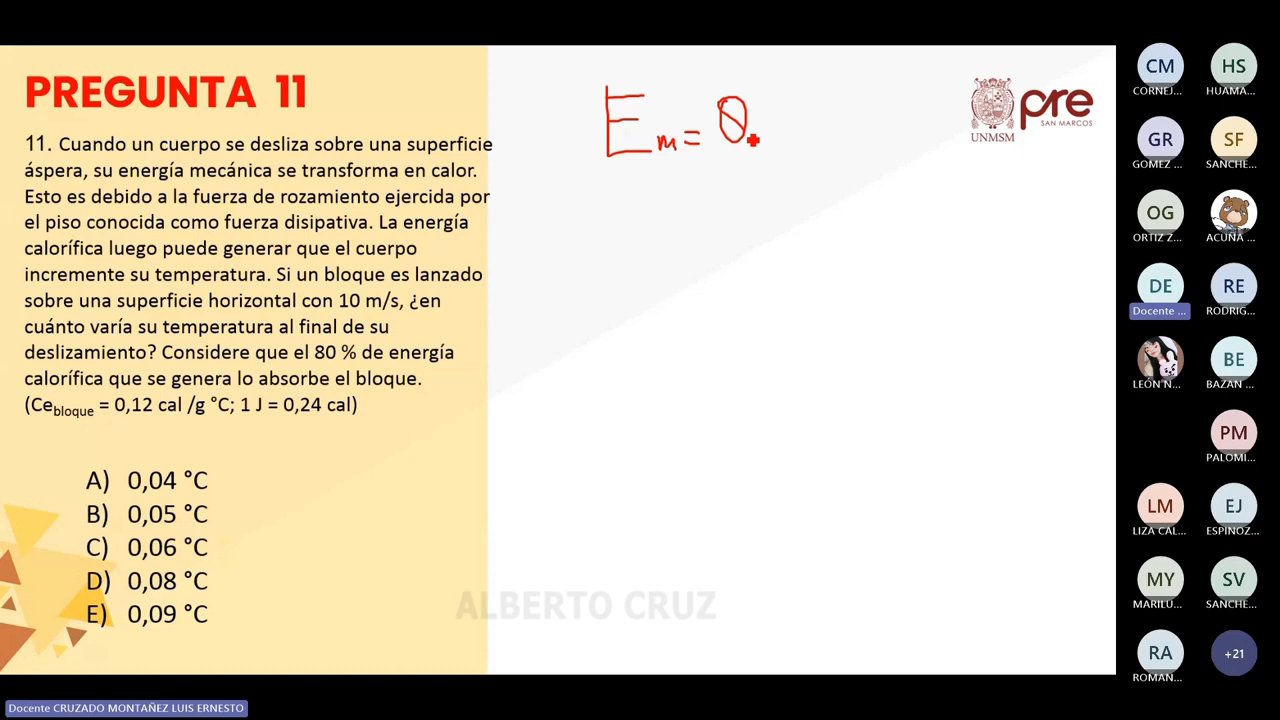 PREGUNTA 11
11. Cuando un cuerpo se desliza sobre una superficie
áspera, su energía mecánica se transforma en calor.
Esto es debido a la fuerza de rozamiento ejercida por
el piso conocida como fuerza disipativa. La energía
calorífica luego puede generar que el cuerpo
incremente su temperatura. Si un bloque es lanzado
sobre una superficie horizontal con 10 m/s, ¿en
cuánto varía su temperatura al final de su
deslizamiento? Considere que el 80 % de energía
calorífica que se genera lo absorbe el bloque.
(Ce bloque = 0,12 cal /g °C; 1 J = 0,24 cal)
A) 0,04 °C
B) 0,05 °C
C) 0,06 °C
D) 0,08 °C
E) 0,09 °C
Em = Q
UNMSM
pre
SAN MARCOS
ALBERTO CRUZ
CM HS
CORNEJ... HUAMA...
GR SF
GOMEZ ... SANCHE...
OG
ORTIZ Z... ACUÑA ...
DE RE
Docente ... RODRIG...
BE
LEÓN N... BAZAN ...
PM
PALOMI...
LM EJ
LIZA CAL... ESPINOZ...
MY SV
MARILU... SANCHE...
RA +21
ROMAN...
Docente CRUZADO MONTAÑEZ LUIS ERNESTO